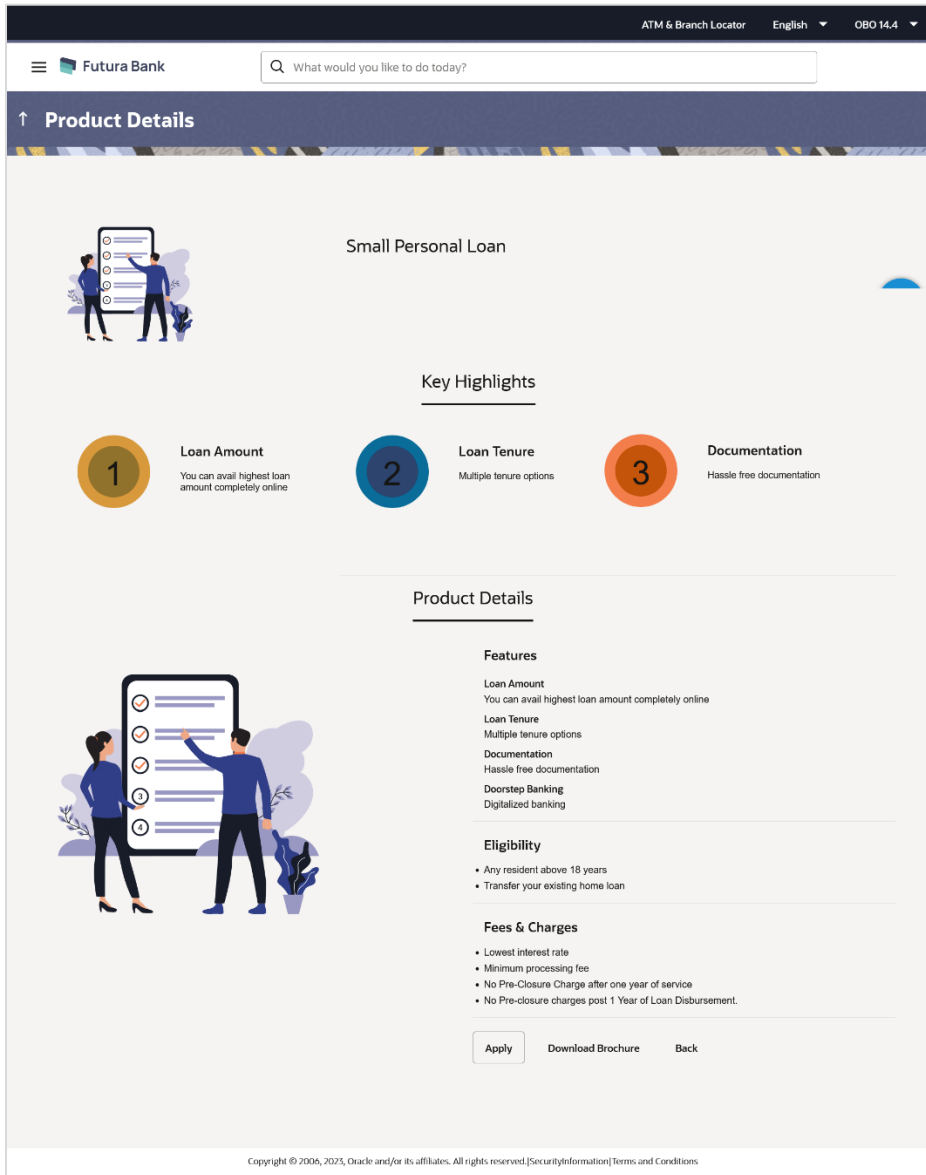 ATM & Branch Locator English OBO 14.4
Futura Bank What would you like to do today?
Product Details
Small Personal Loan
Key Highlights
1
Loan Amount
You can avail highest loan
amount completely online
2
Loan Tenure
Multiple tenure options
3
Documentation
Hassle free documentation
Product Details
3
4
Features
Loan Amount
You can avail highest loan amount completely online
Loan Tenure
Multiple tenure options
Documentation
Hassle free documentation
Doorstep Banking
Digitalized banking
Eligibility
• Any resident above 18 years
• Transfer your existing home loan
Fees & Charges
• Lowest interest rate
• Minimum processing fee
• No Pre-Closure Charge after one year of service
• No Pre-closure charges post 1 Year of Loan Disbursement.
Apply Download Brochure Back
Copyright © 2006, 2023, Oracle and/or its affiliates. All rights reserved.|SecurityInformation|Terms and Conditions